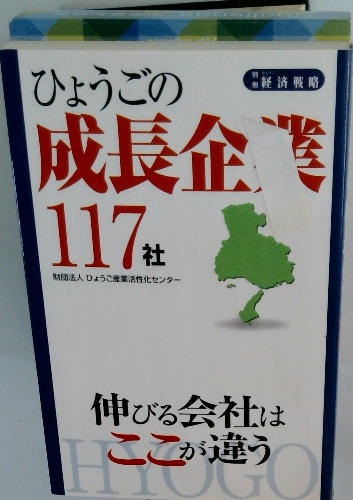 ひょうごの
別冊 経済戦略
成長企業
117社
財団法人 ひょうご産業活性化センター
伸びる会社は
ここが違う
HYOGO